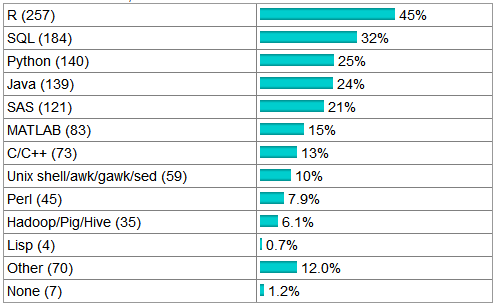 R (257) 45%
SQL (184) 32%
Python (140) 25%
Java (139) 24%
SAS (121) 21%
MATLAB (83) 15%
C/C++ (73) 13%
Unix shell/awk/gawk/sed (59) 10%
Perl (45) 7.9%
Hadoop/Pig/Hive (35) 6.1%
Lisp (4) 0.7%
Other (70) 12.0%
None (7) 1.2%